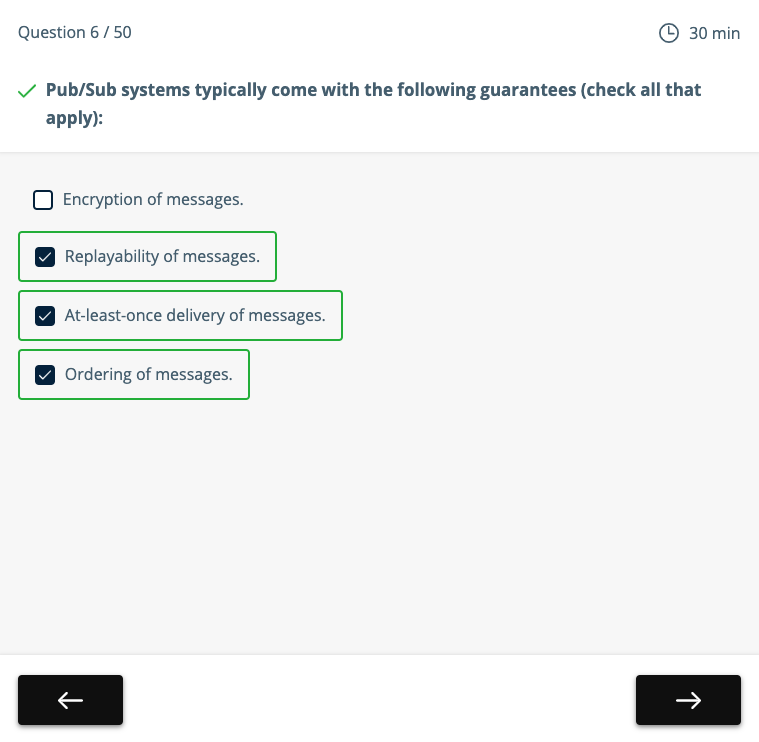 Question 6 / 50
30 min
Pub/Sub systems typically come with the following guarantees (check all that
apply):
Encryption of messages.
Replayability of messages.
At-least-once delivery of messages.
Ordering of messages.